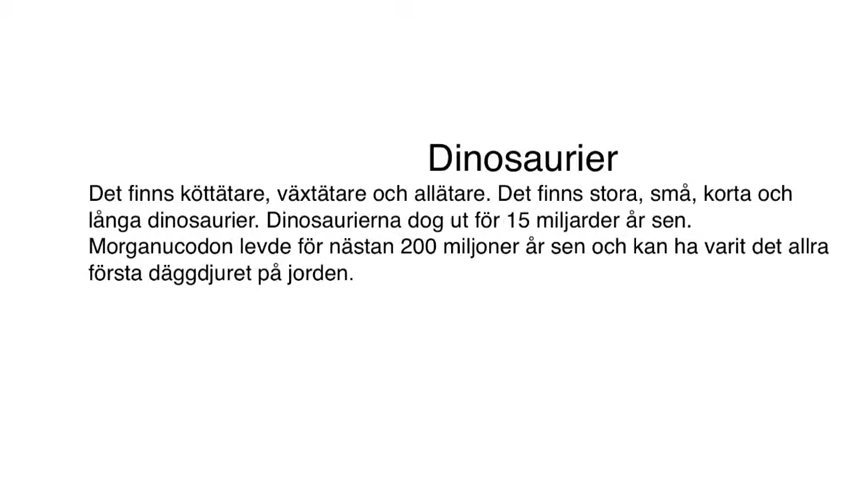 Dinosaurier
Det finns köttätare, växtätare och allätare. Det finns stora, små, korta och
långa dinosaurier. Dinosaurierna dog ut för 15 miljarder år sen.
Morganucodon levde för nästan 200 miljoner år sen och kan ha varit det allra
första däggdjuret på jorden.